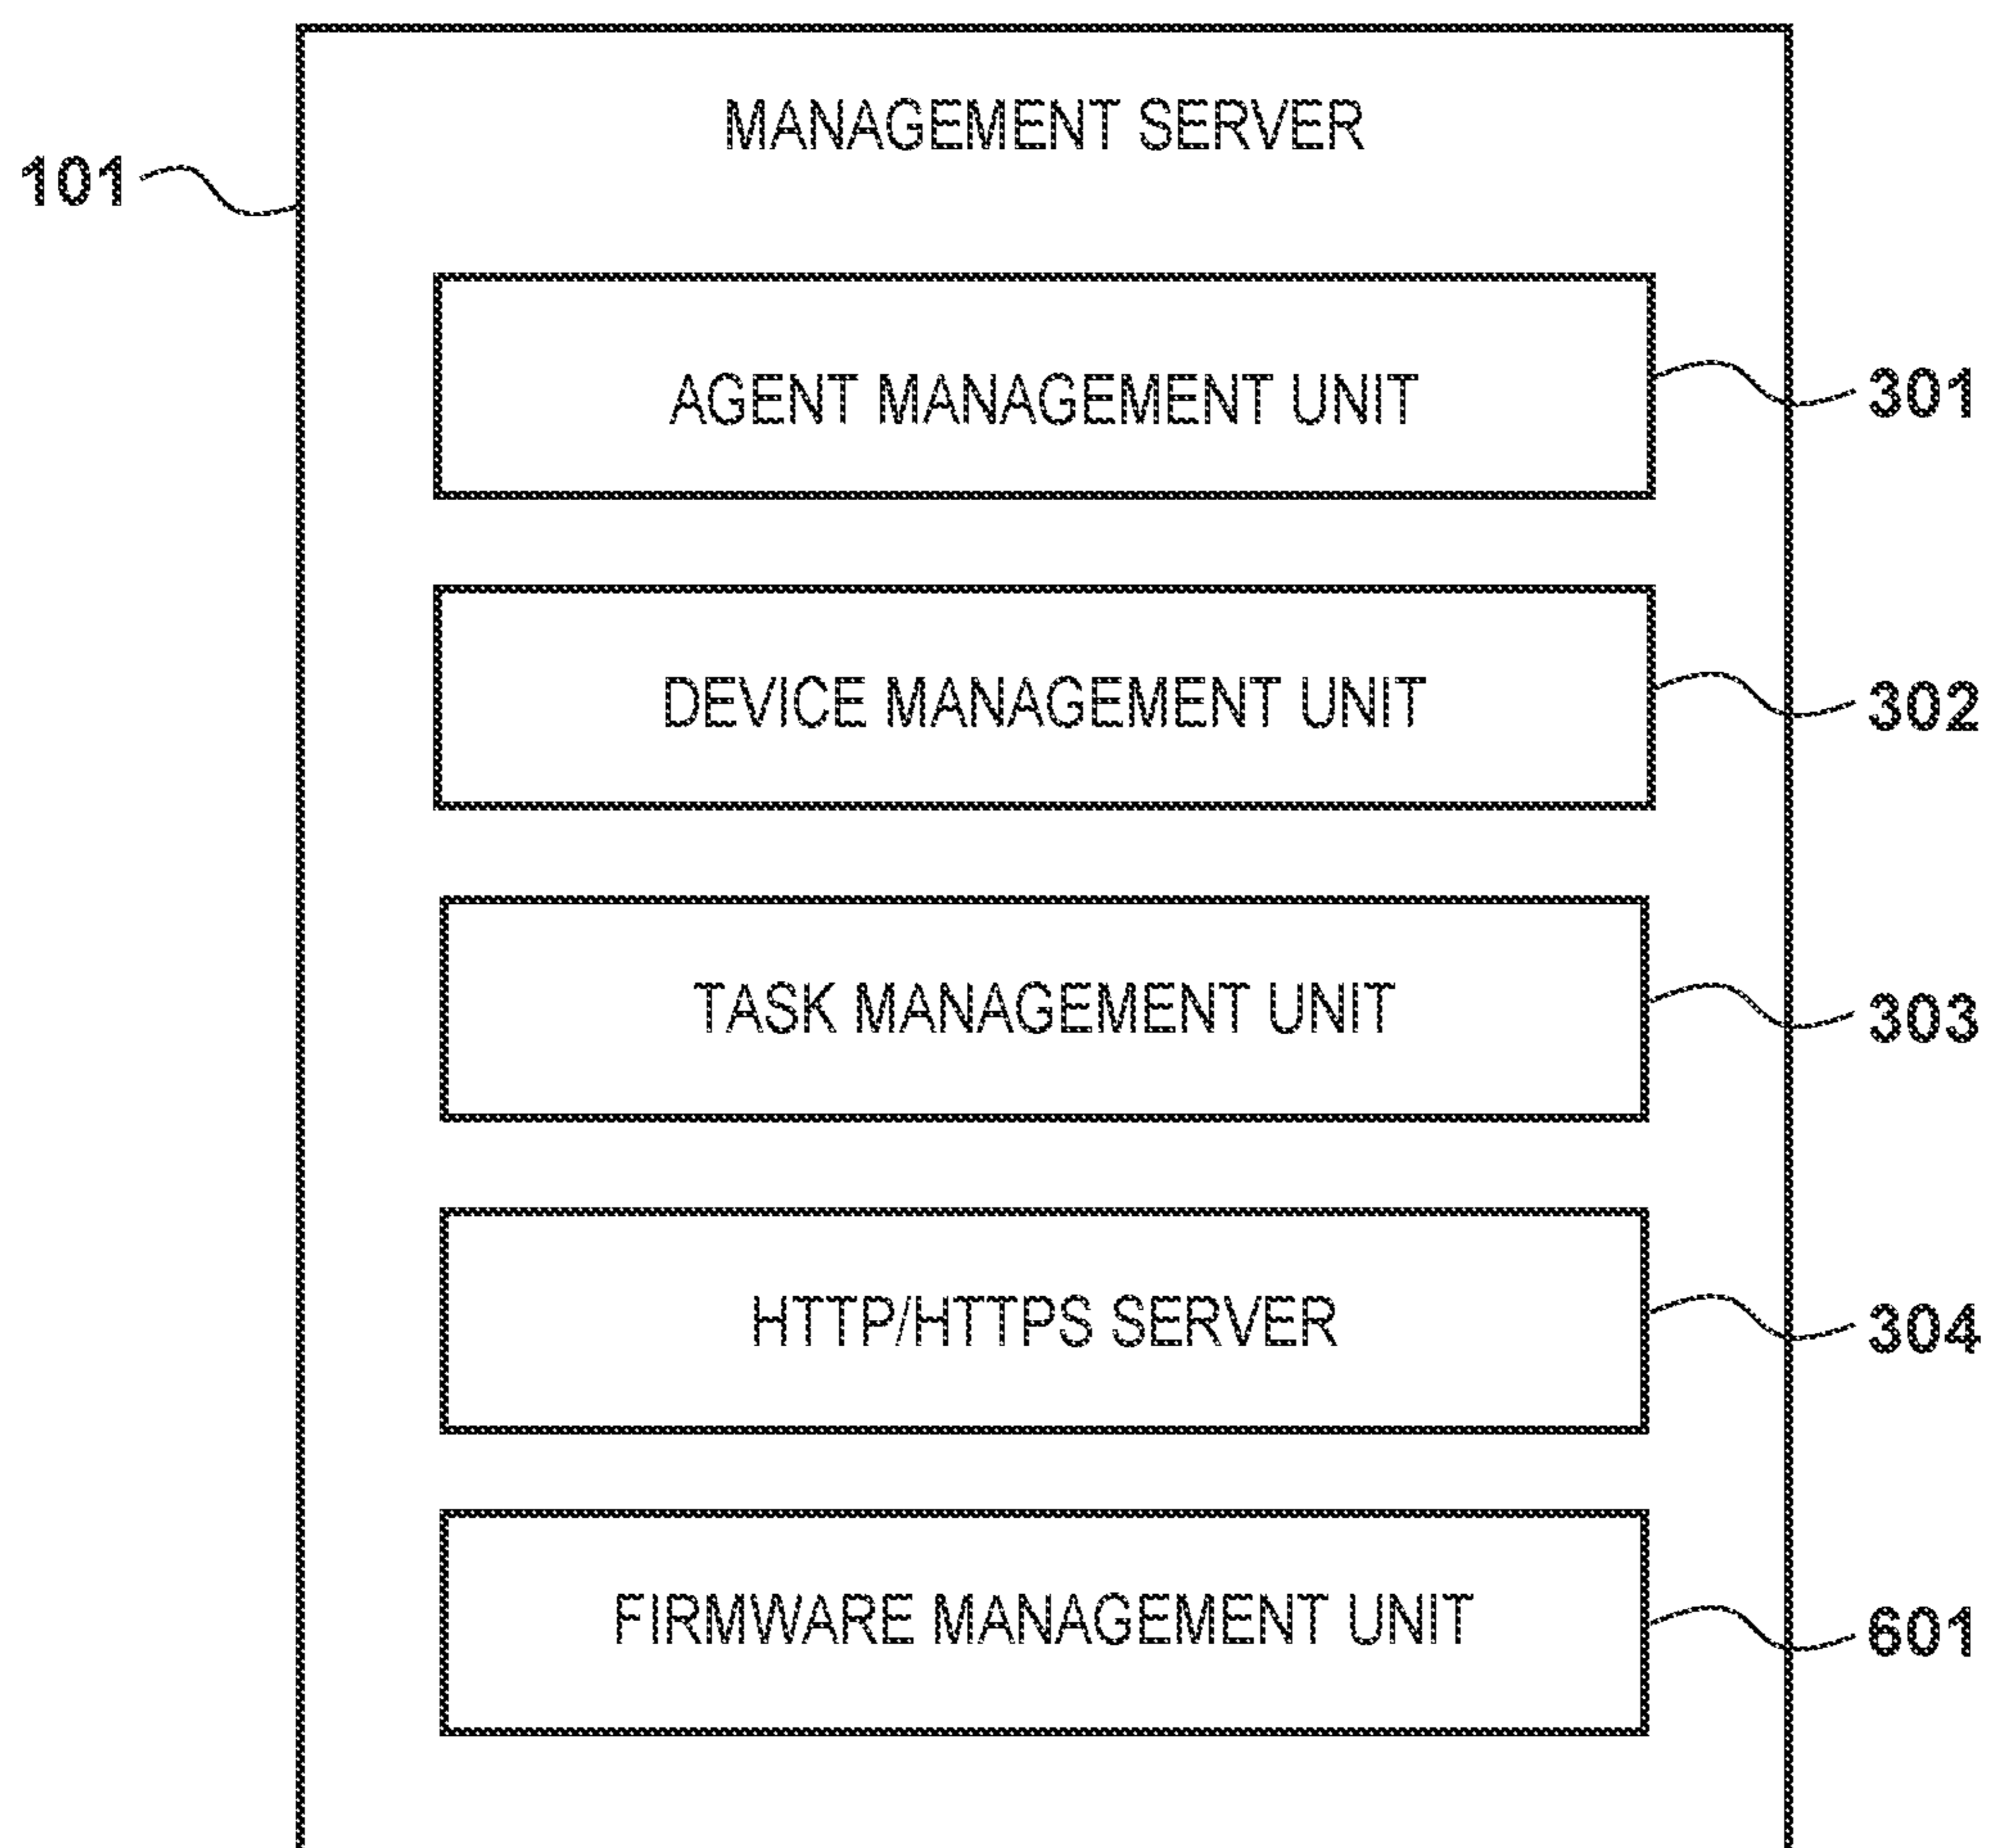 MANAGEMENT SERVER
101
AGENT MANAGEMENT UNIT
301
DEVICE MANAGEMENT UNIT
302
TASK MANAGEMENT UNIT
303
HTTP/HTTPS SERVER
304
FIRMWARE MANAGEMENT UNIT
601